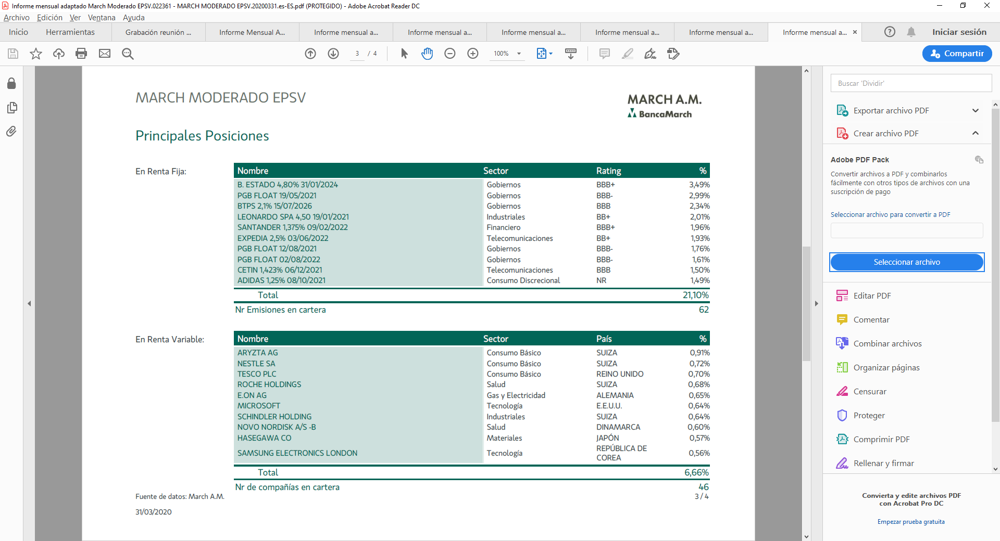 Informe mensual adaptado March Moderado EPSV.022361 - MARCH MODERADO EPSV.20200331.es-ES.pdf (PROTEGIDO) - Adobe Acrobat Reader DC
Archivo Edición Ver Ventana Ayuda
Inicio Herramientas Grabación reunión ... Informe Mensual A... Informe mensual a... Informe mensual a... Informe mensual a... Informe mensual a... Informe mensual a... Informe mensual a... × Iniciar sesión
3 / 4 100% Compartir
MARCH MODERADO EPSV
MARCH A.M.
BancaMarch
Principales Posiciones
En Renta Fija:
Nombre Sector Rating %
B. ESTADO 4,80% 31/01/2024 Gobiernos BBB+ 3,49%
PGB FLOAT 19/05/2021 Gobiernos BBB- 2,99%
BTPS 2,1% 15/07/2026 Gobiernos BBB 2,34%
LEONARDO SPA 4,50 19/01/2021 Industriales BB+ 2,01%
SANTANDER 1,375% 09/02/2022 Financiero BBB+ 1,96%
EXPEDIA 2,5% 03/06/2022 Telecomunicaciones BB+ 1,93%
PGB FLOAT 12/08/2021 Gobiernos BBB- 1,76%
PGB FLOAT 02/08/2022 Gobiernos BBB- 1,61%
CETIN 1,423% 06/12/2021 Telecomunicaciones BBB 1,50%
ADIDAS 1,25% 08/10/2021 Consumo Discrecional NR 1,49%
Total 21,10%
Nr Emisiones en cartera 62
En Renta Variable:
Nombre Sector País %
ARYZTA AG Consumo Básico SUIZA 0,91%
NESTLE SA Consumo Básico SUIZA 0,72%
TESCO PLC Consumo Básico REINO UNIDO 0,70%
ROCHE HOLDINGS Salud SUIZA 0,68%
E.ON AG Gas y Electricidad ALEMANIA 0,65%
MICROSOFT Tecnología E.E.U.U. 0,64%
SCHINDLER HOLDING Industriales SUIZA 0,64%
NOVO NORDISK A/S -B Salud DINAMARCA 0,60%
HASEGAWA CO Materiales JAPÓN 0,57%
SAMSUNG ELECTRONICS LONDON Tecnología REPÚBLICA DE COREA 0,56%
Total 6,66%
Nr de compañías en cartera 46
Fuente de datos: March A.M. 3 / 4
31/03/2020
Buscar 'Dividir'
Exportar archivo PDF
Crear archivo PDF
Adobe PDF Pack
Convertir archivos a PDF y combinarlos
fácilmente con otros tipos de archivos con una
suscripción de pago
Seleccionar archivo para convertir a PDF
Seleccionar archivo
Editar PDF
Comentar
Combinar archivos
Organizar páginas
Censurar
Proteger
Comprimir PDF
Rellenar y firmar
Convierta y edite archivos PDF
con Acrobat Pro DC
Empezar prueba gratuita